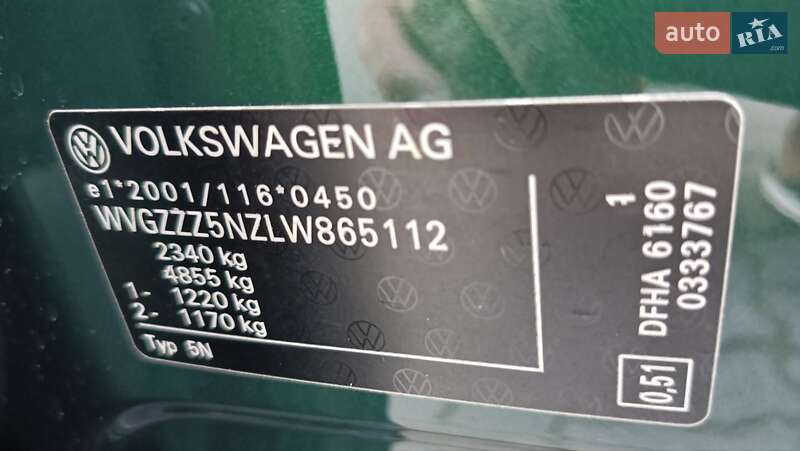 auto RIA.com
VOLKSWAGEN AG
e1*2001/116*0450
WVGZZZ5NZLW865112
2340 kg
4855 kg
1- 1220 kg
2- 1170 kg
Typ 5N
1
DFHA 6160
0333767
0,51